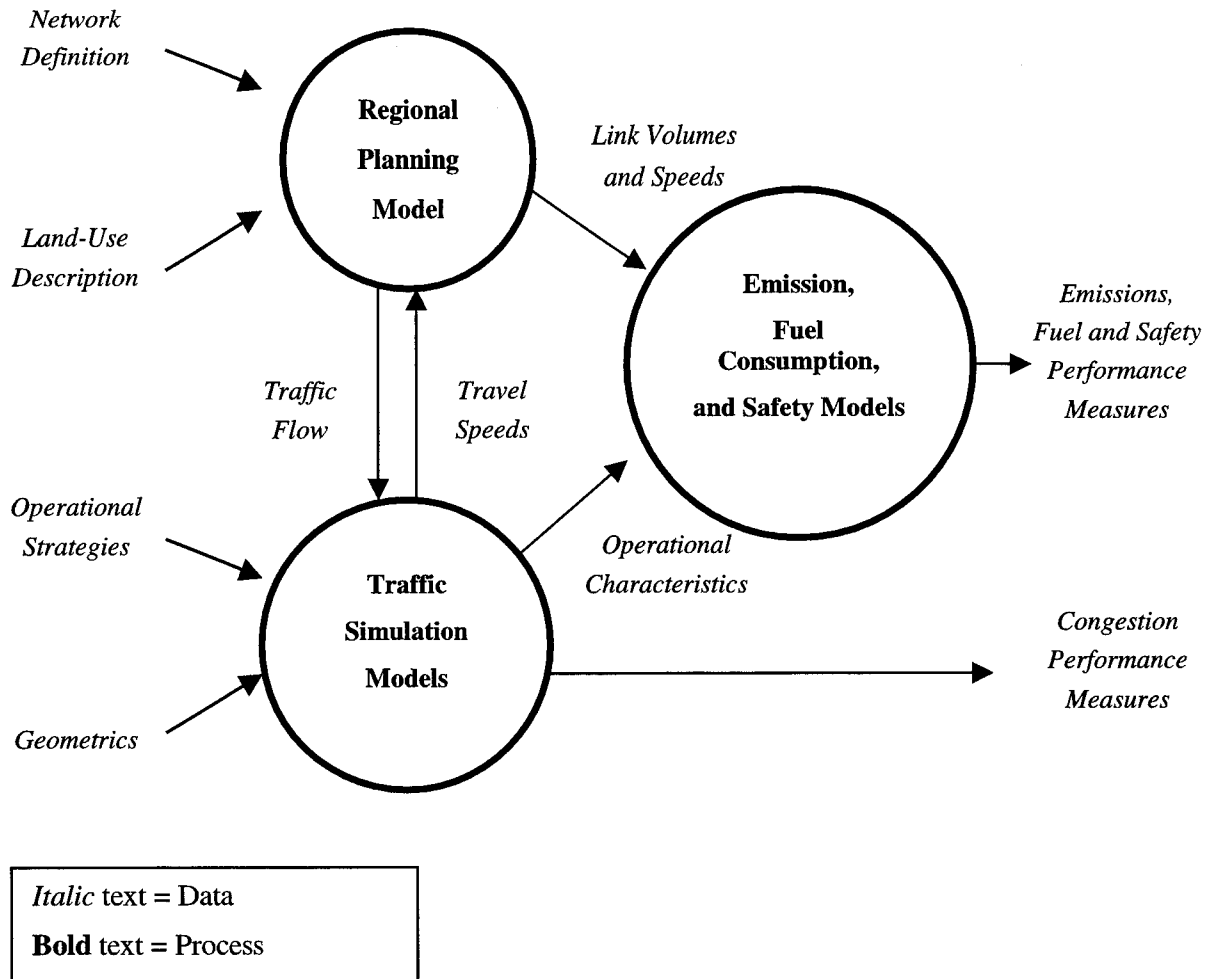 Network
Definition
Regional
Planning
Model
Link Volumes
and Speeds
Land-Use
Description
Emission,
Fuel
Consumption,
and Safety Models
Emissions,
Fuel and Safety
Performance
Measures
Traffic
Flow
Travel
Speeds
Operational
Strategies
Traffic
Simulation
Models
Operational
Characteristics
Geometrics
Congestion
Performance
Measures
Italic text = Data
Bold text = Process